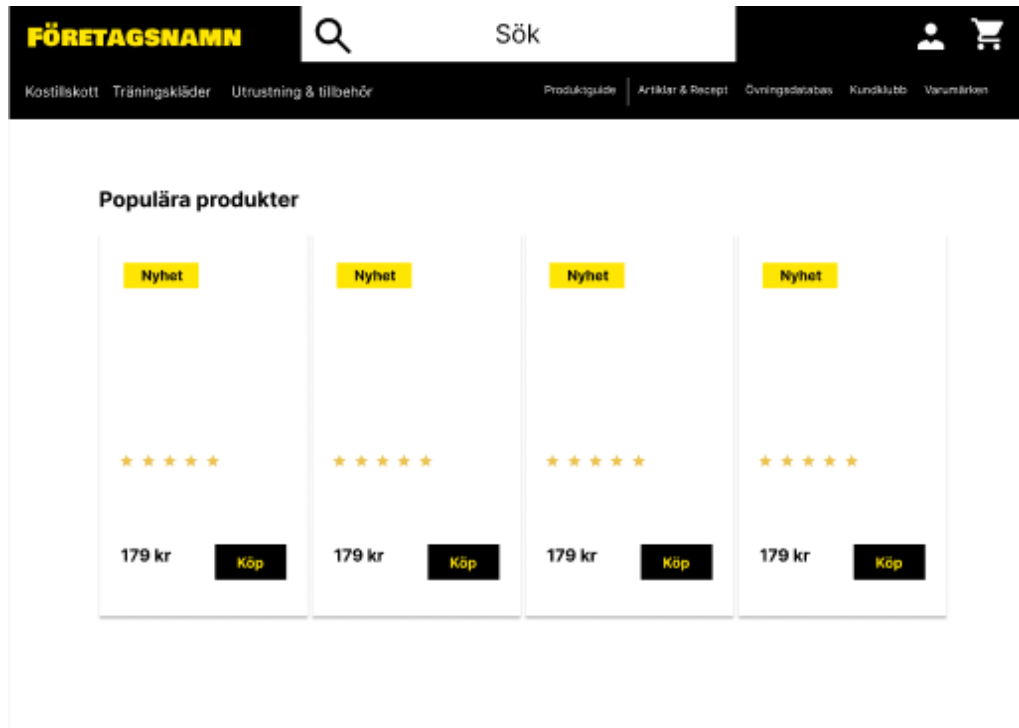 FÖRETAGSNAMN
Sök
Kostillskott Träningskläder Utrustning & tillbehör Produktguide Artiklar & Recept Övningsdatabas Kundklubb Varumärken
Populära produkter
Nyhet Nyhet Nyhet Nyhet
179 kr Köp 179 kr Köp 179 kr Köp 179 kr Köp